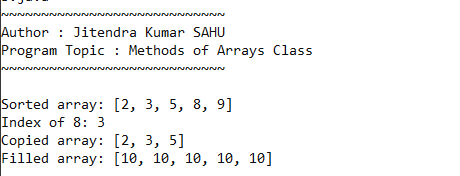 ~~~~~~~~~~~~~~~~~~~~~~~~~~~~
Author : Jitendra Kumar SAHU
Program Topic : Methods of Arrays Class
~~~~~~~~~~~~~~~~~~~~~~~~~~~~
Sorted array: [2, 3, 5, 8, 9]
Index of 8: 3
Copied array: [2, 3, 5]
Filled array: [10, 10, 10, 10, 10]